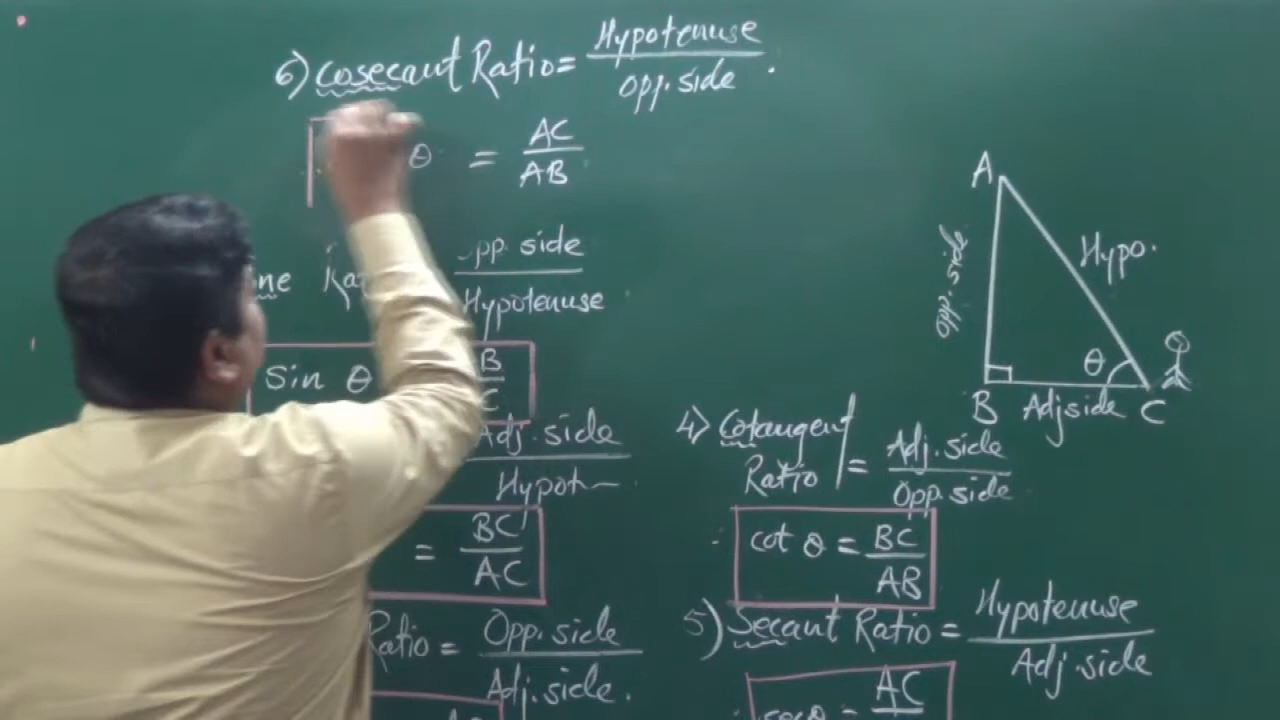 6) Cosecant Ratio = Hypotenuse
Opp. side .
θ = AC
AB
pp. side
Hypotenuse
Sin θ
Adj. side
Hypot
= BC
AC
Ratio = Opp. side
Adj. side.
A
Opp. side
Hypo.
θ
B Adj side C
4) Cotangent
Ratio = Adj. side
Opp. side
∴ cot θ = BC
AB
5) Secant Ratio = Hypotenuse
Adj. side
AC